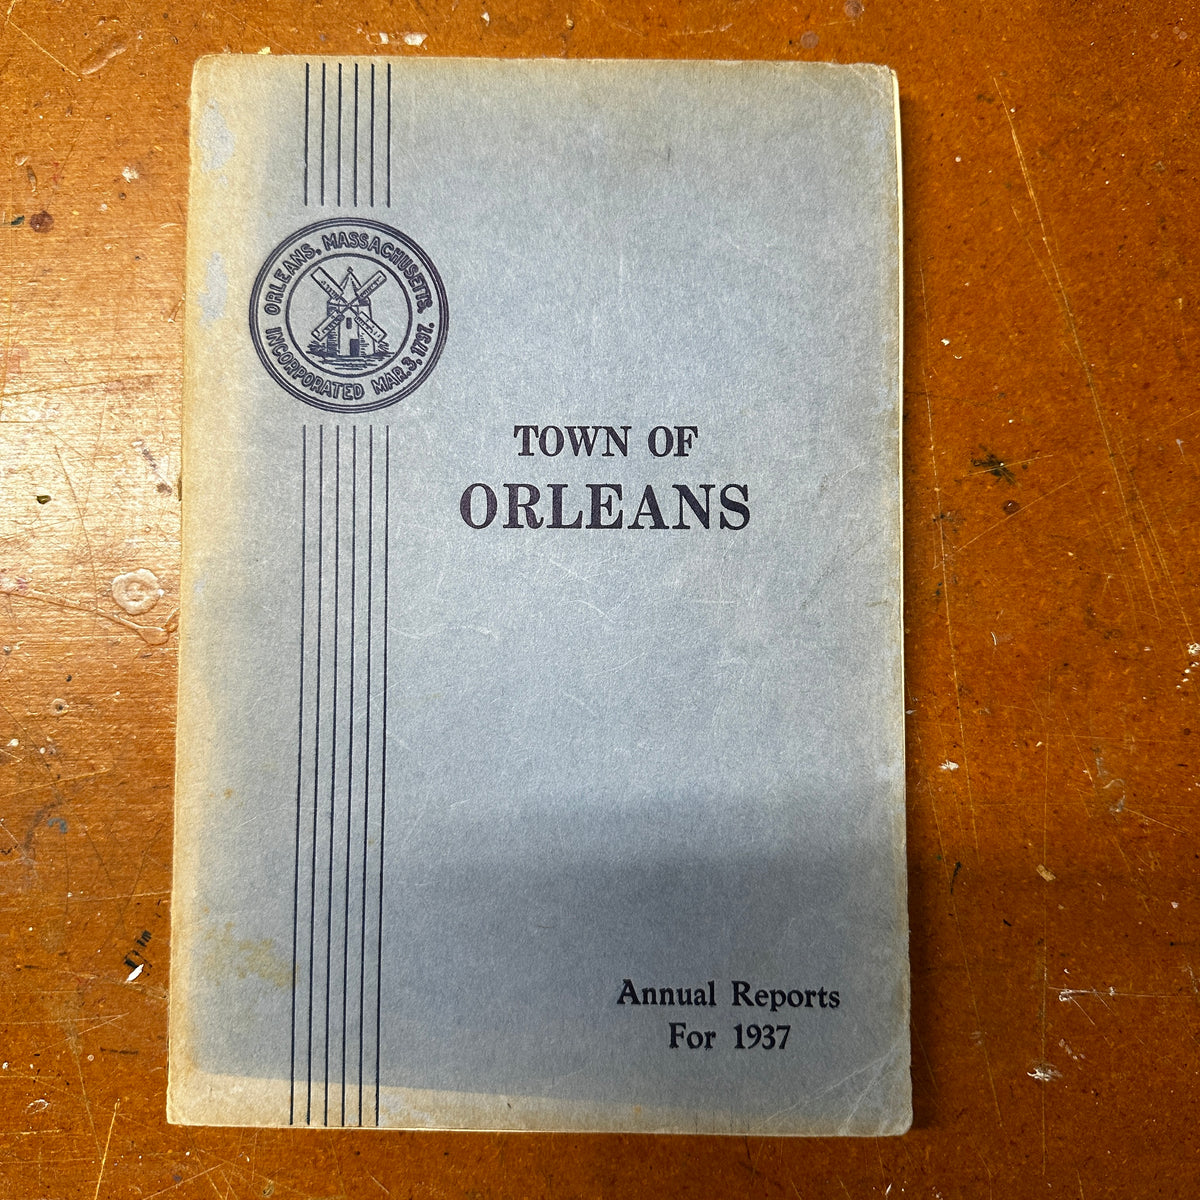 ORLEANS, MASSACHUSETTS,
INCORPORATED MAR. 3, 1797.
TOWN OF
ORLEANS
Annual Reports
For 1937